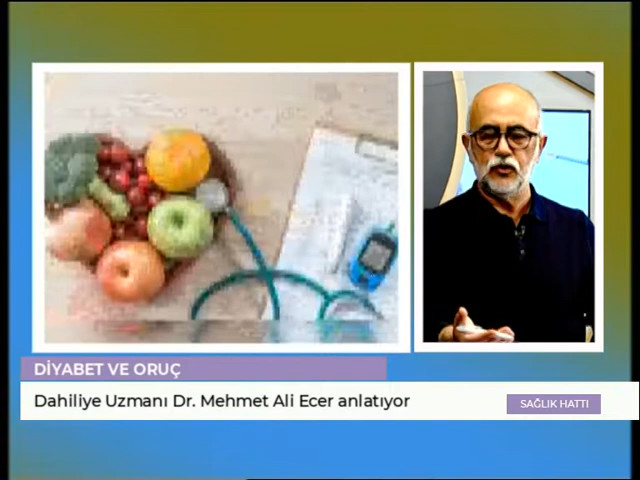 DİYABET VE ORUÇ
Dahiliye Uzmanı Dr. Mehmet Ali Ecer anlatıyor
SAĞLIK HATTI